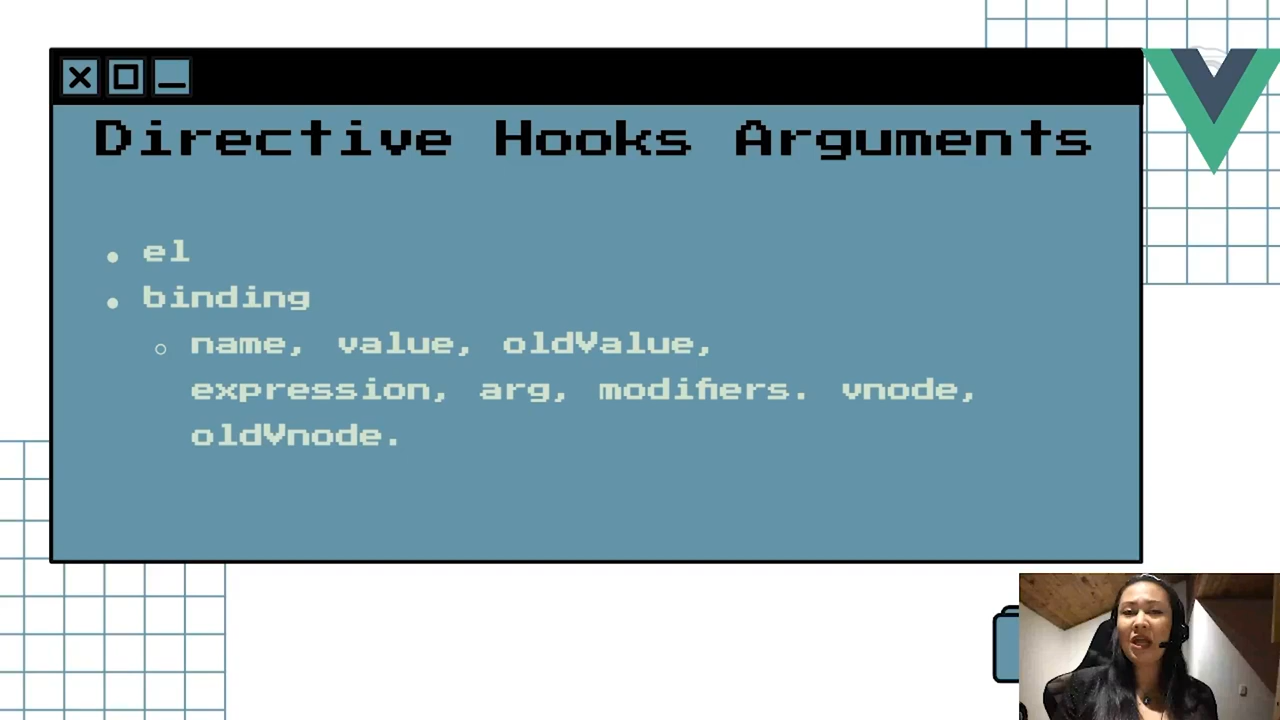 Directive Hooks Arguments
el
binding
name, value, oldValue,
expression, arg, modifiers. vnode,
oldVnode.